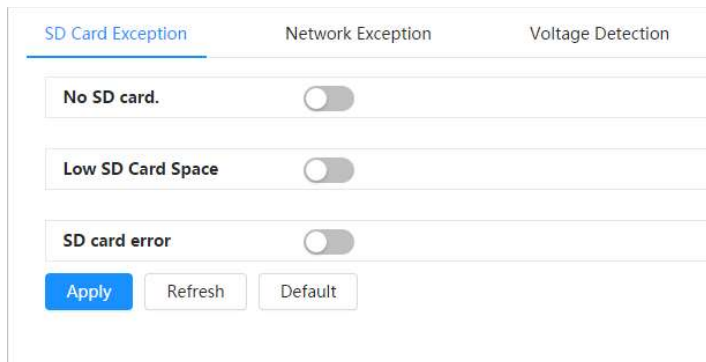 SD Card Exception Network Exception Voltage Detection
No SD card.
Low SD Card Space
SD card error
Apply Refresh Default